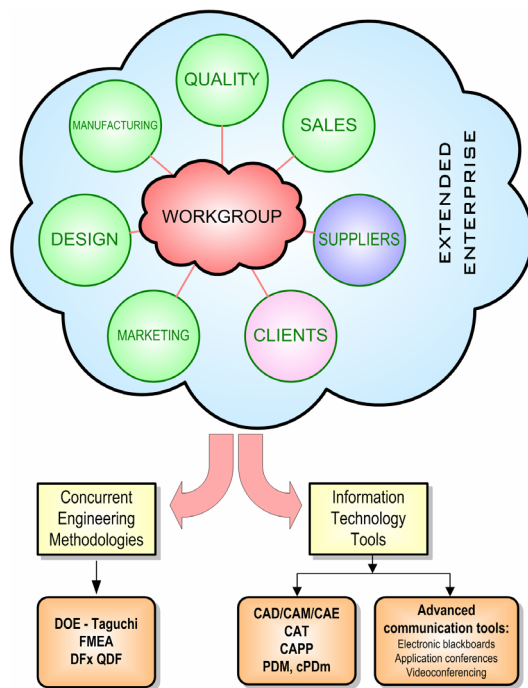 QUALITY
MANUFACTURING
SALES
WORKGROUP
DESIGN
SUPPLIERS
MARKETING
CLIENTS
EXTENDED
ENTERPRISE
Concurrent
Engineering
Methodologies
Information
Technology
Tools
DOE - Taguchi
FMEA
DFx QDF
CAD/CAM/CAE
CAT
CAPP
PDM, cPDm
Advanced
communication tools:
Electronic blackboards
Application conferences
Videoconferencing